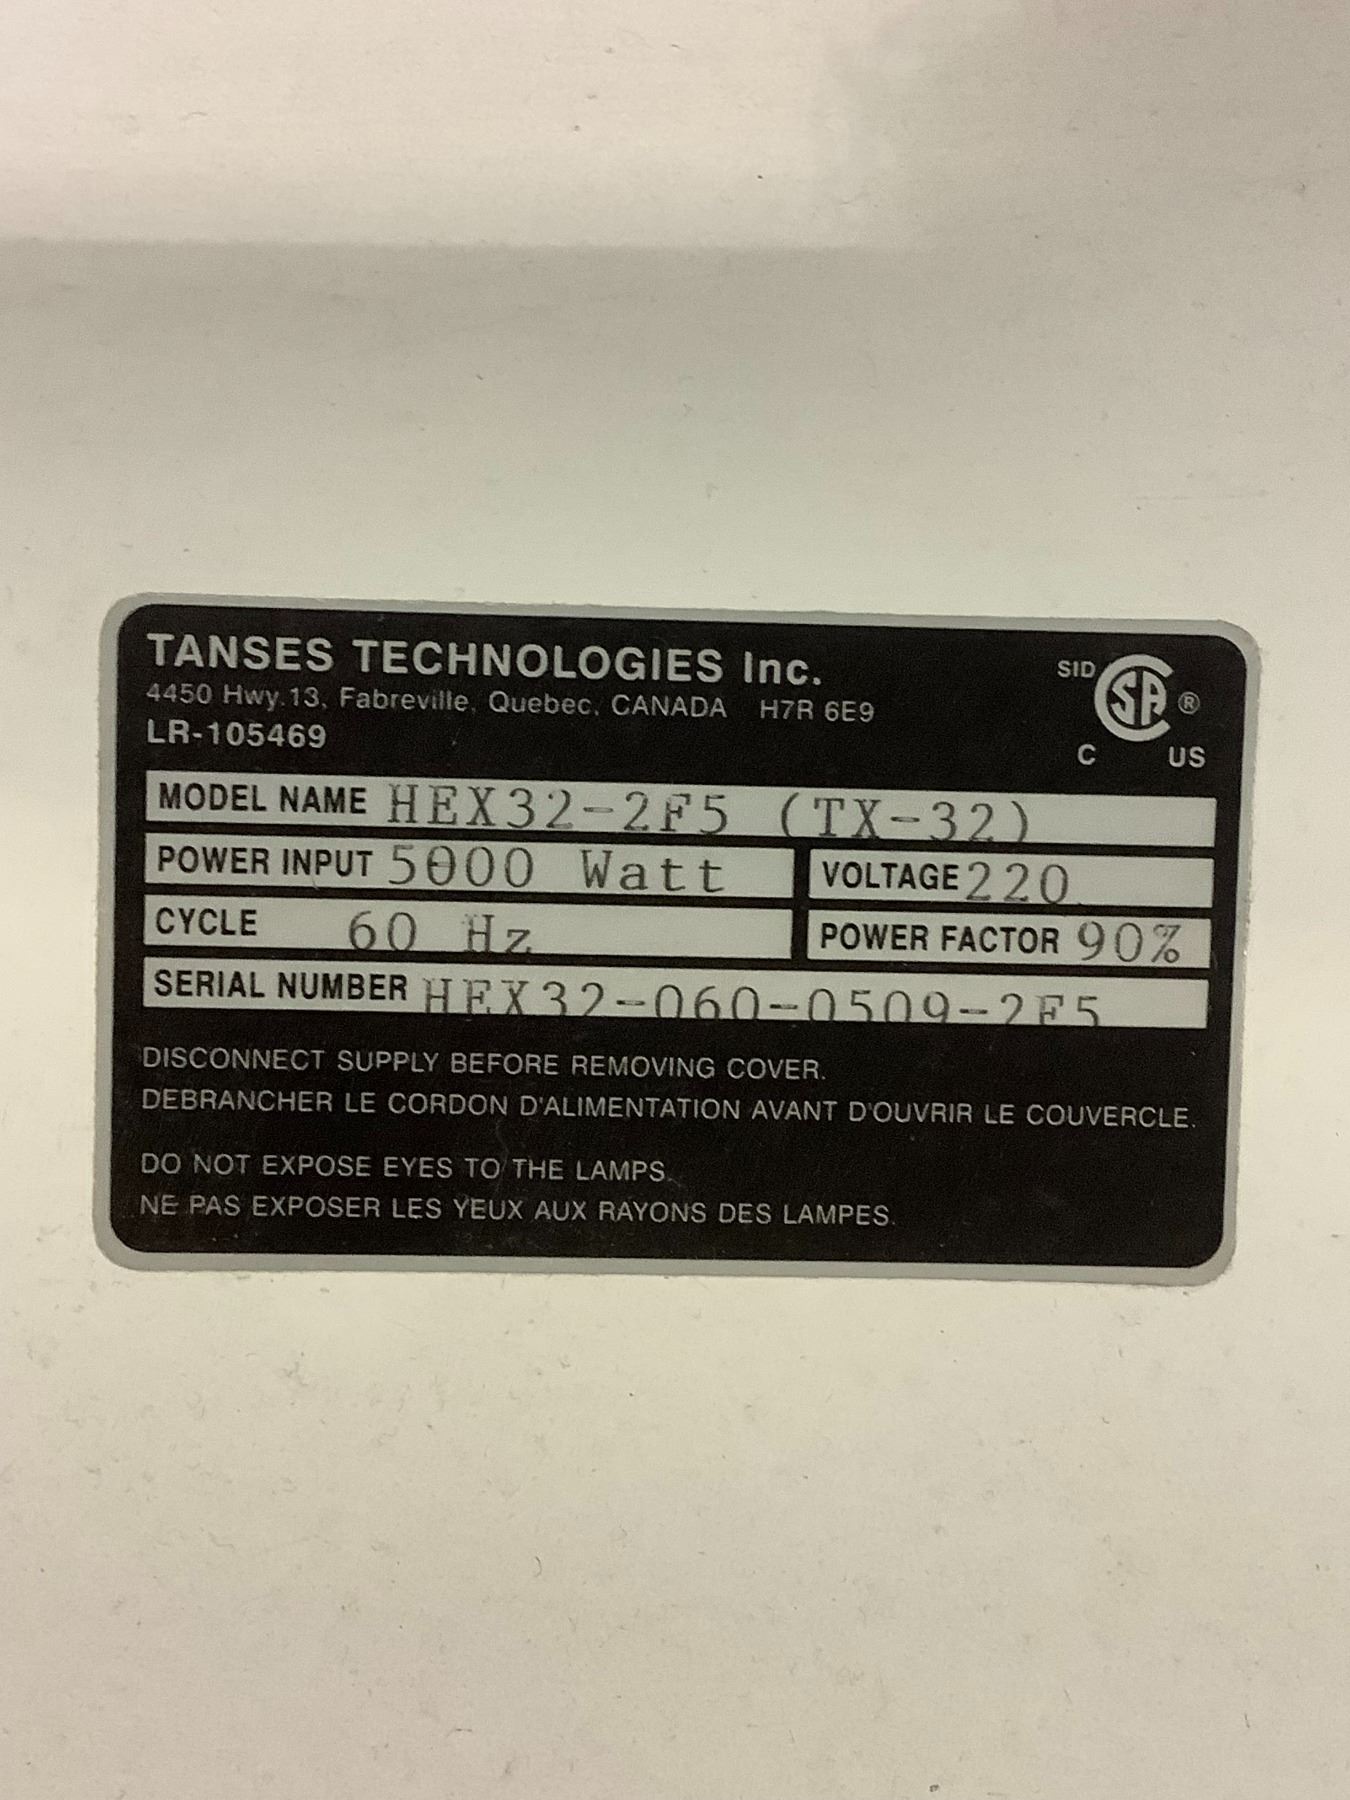 TANSES TECHNOLOGIES Inc.
4450 Hwy.13, Fabreville, Quebec, CANADA H7R 6E9
LR-105469
SID SA ®
C US
MODEL NAME HEX32-2F5 (TX-32)
POWER INPUT 5000 Watt VOLTAGE 220
CYCLE 60 Hz POWER FACTOR 90%
SERIAL NUMBER HEX32-060-0509-2F5
DISCONNECT SUPPLY BEFORE REMOVING COVER.
DEBRANCHER LE CORDON D'ALIMENTATION AVANT D'OUVRIR LE COUVERCLE.
DO NOT EXPOSE EYES TO THE LAMPS.
NE PAS EXPOSER LES YEUX AUX RAYONS DES LAMPES.